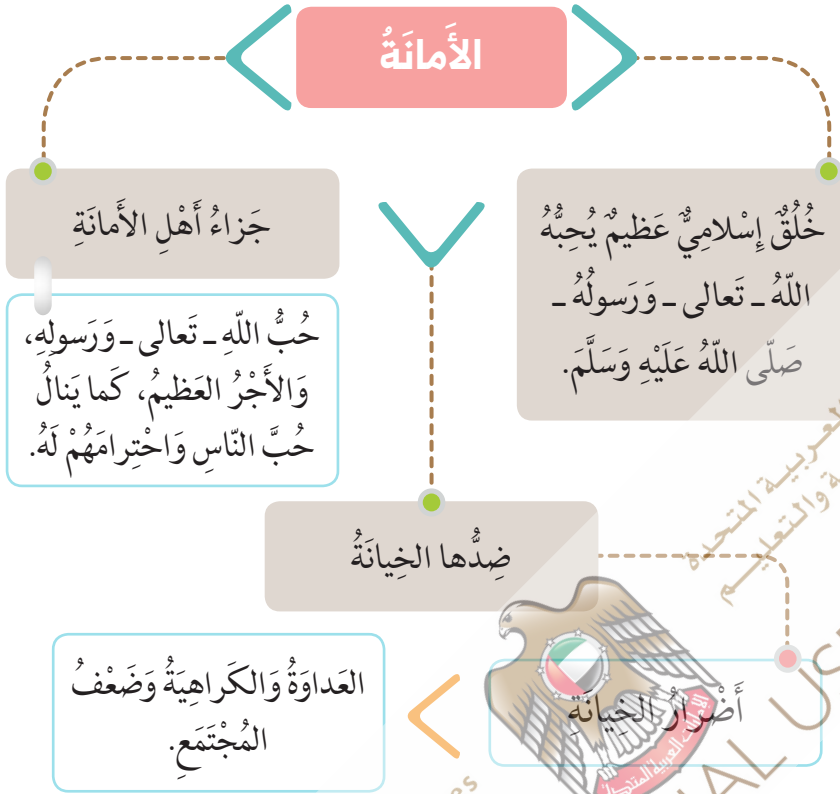 الأَمانَةُ
خُلُقٌ إِسْلامِيٌّ عَظيمٌ يُحِبُّهُ
اللّهُ ـ تَعالى ـ وَرَسولُهُ ـ
صَلّى اللّهُ عَلَيْهِ وَسَلَّمَ.
جَزاءُ أَهْلِ الأَمانَةِ
حُبُّ اللّهِ ـ تَعالى ـ وَرَسولِهِ،
وَالأَجْرُ العَظيمُ، كَما يَنالُ
حُبَّ النّاسِ وَاحْتِرامَهُمْ لَهُ.
ضِدُّها الخِيانَةُ
أَضْرارُ الخِيانَةِ
العَداوَةُ وَالكَراهِيَةُ وَضَعْفُ
المُجْتَمَعِ.